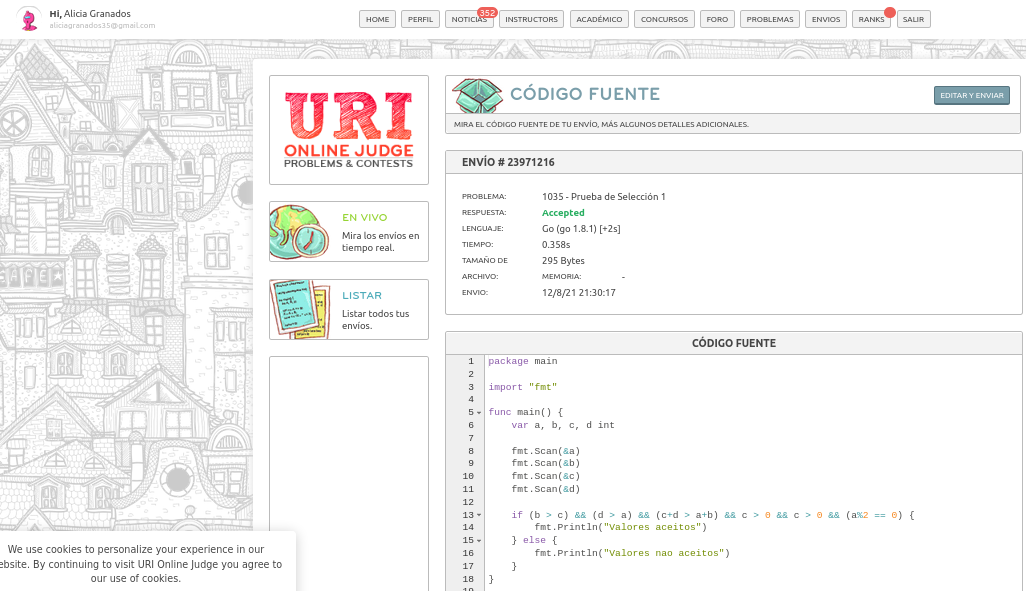 Hi, Alicia Granados
aliciagranados35@gmail.com
HOME PERFIL NOTICIAS 352 INSTRUCTORS ACADÉMICO CONCURSOS FORO PROBLEMAS ENVIOS RANKS SALIR
URI
ONLINE JUDGE
PROBLEMS & CONTESTS
EN VIVO
Mira los envíos en
tiempo real.
LISTAR
Listar todos tus
envíos.
CÓDIGO FUENTE
EDITAR Y ENVIAR
MIRA EL CÓDIGO FUENTE DE TU ENVÍO, MÁS ALGUNOS DETALLES ADICIONALES.
ENVÍO # 23971216
PROBLEMA: 1035 - Prueba de Selección 1
RESPUESTA: Accepted
LENGUAJE: Go (go 1.8.1) [+2s]
TIEMPO: 0.358s
TAMAÑO DE 295 Bytes
ARCHIVO: MEMORIA: -
ENVIO: 12/8/21 21:30:17
CÓDIGO FUENTE
1 package main
2
3 import "fmt"
4
5 func main() {
6 var a, b, c, d int
7
8 fmt.Scan(&a)
9 fmt.Scan(&b)
10 fmt.Scan(&c)
11 fmt.Scan(&d)
12
13 if (b > c) && (d > a) && (c+d > a+b) && c > 0 && c > 0 && (a%2 == 0) {
14 fmt.Println("Valores aceitos")
15 } else {
16 fmt.Println("Valores nao aceitos")
17 }
18 }
We use cookies to personalize your experience in our
ebsite. By continuing to visit URI Online Judge you agree to
our use of cookies.